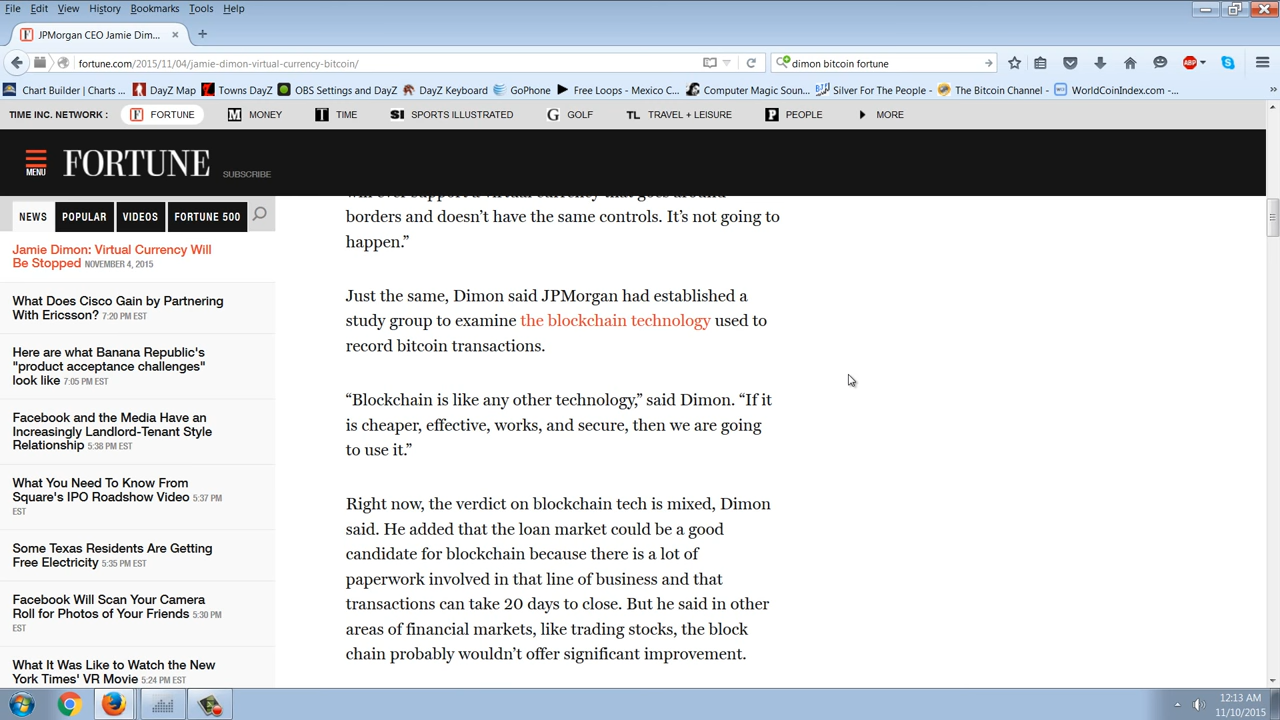 File Edit View History Bookmarks Tools Help
JPMorgan CEO Jamie Dim...
fortune.com/2015/11/04/jamie-dimon-virtual-currency-bitcoin/
dimon bitcoin fortune
ABP
Chart Builder | Charts ... DayZ Map Towns DayZ OBS Settings and DayZ DayZ Keyboard GoPhone Free Loops - Mexico C... Computer Magic Soun... Silver For The People - The Bitcoin Channel - WorldCoinIndex.com -...
TIME INC. NETWORK : F FORTUNE M MONEY T TIME SI SPORTS ILLUSTRATED G GOLF TL TRAVEL + LEISURE P PEOPLE MORE
MENU
FORTUNE
SUBSCRIBE
NEWS POPULAR VIDEOS FORTUNE 500
Jamie Dimon: Virtual Currency Will
Be Stopped NOVEMBER 4, 2015
What Does Cisco Gain by Partnering
With Ericsson? 7:20 PM EST
Here are what Banana Republic's
"product acceptance challenges"
look like 7:05 PM EST
Facebook and the Media Have an
Increasingly Landlord-Tenant Style
Relationship 5:38 PM EST
What You Need To Know From
Square's IPO Roadshow Video 5:37 PM
EST
Some Texas Residents Are Getting
Free Electricity 5:35 PM EST
Facebook Will Scan Your Camera
Roll for Photos of Your Friends 5:30 PM
EST
What It Was Like to Watch the New
York Times' VR Movie 5:24 PM EST
will ever support a virtual currency that goes around
borders and doesn’t have the same controls. It’s not going to
happen.”
Just the same, Dimon said JPMorgan had established a
study group to examine the blockchain technology used to
record bitcoin transactions.
“Blockchain is like any other technology,” said Dimon. “If it
is cheaper, effective, works, and secure, then we are going
to use it.”
Right now, the verdict on blockchain tech is mixed, Dimon
said. He added that the loan market could be a good
candidate for blockchain because there is a lot of
paperwork involved in that line of business and that
transactions can take 20 days to close. But he said in other
areas of financial markets, like trading stocks, the block
chain probably wouldn’t offer significant improvement.
12:13 AM
11/10/2015